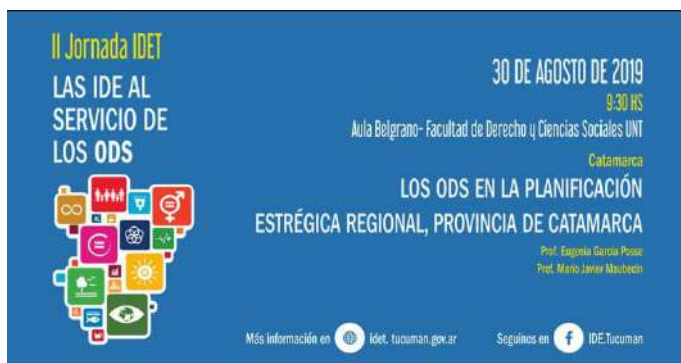 II Jornada IDET
LAS IDE AL
SERVICIO DE
LOS ODS
30 DE AGOSTO DE 2019
9:30 HS
Aula Belgrano- Facultad de Derecho y Ciencias Sociales UNT
Catamarca
LOS ODS EN LA PLANIFICACIÓN
ESTRÉGICA REGIONAL, PROVINCIA DE CATAMARCA
Prof. Eugenia García Posse
Prof. Mario Javier Maubecin
Más información en idet. tucuman.gov.ar
Seguinos en f IDE.Tucuman